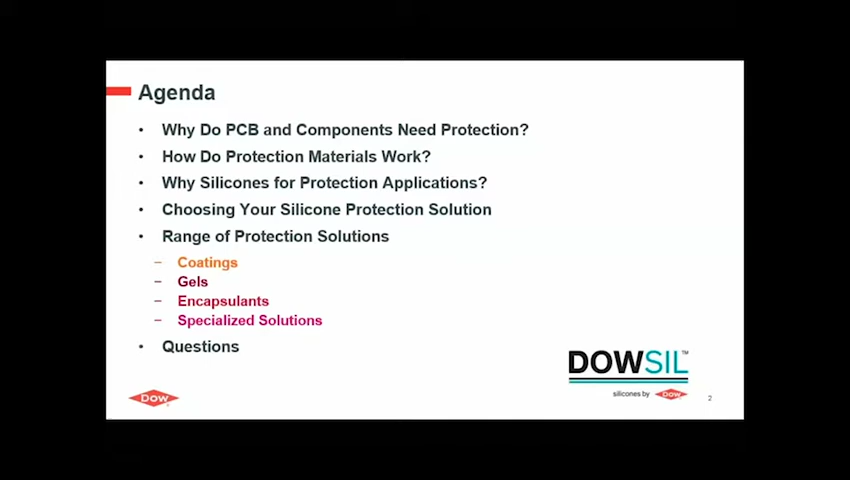 Agenda
• Why Do PCB and Components Need Protection?
• How Do Protection Materials Work?
• Why Silicones for Protection Applications?
• Choosing Your Silicone Protection Solution
• Range of Protection Solutions
– Coatings
– Gels
– Encapsulants
– Specialized Solutions
• Questions
DOWSIL™
silicones by Dow
Dow
2